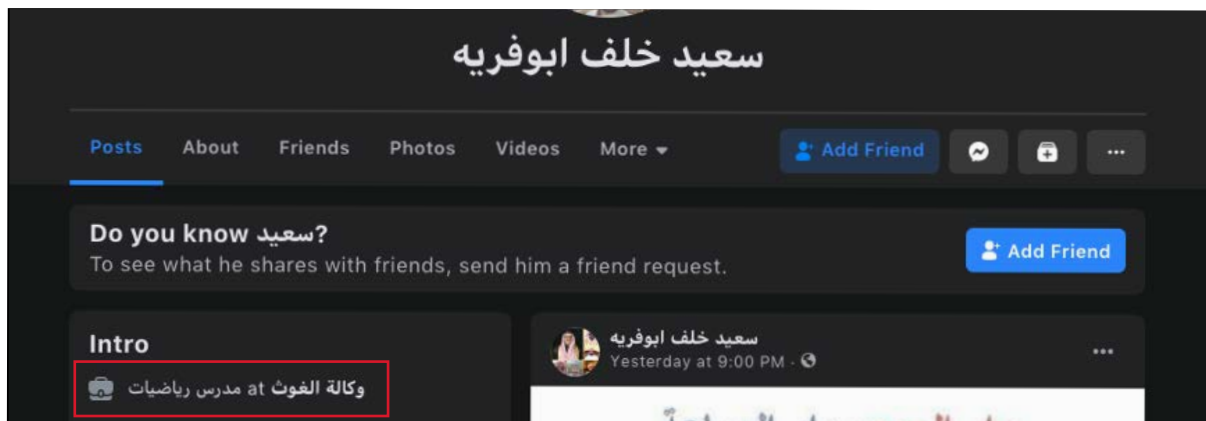 سعيد خلف ابوفريه
Posts About Friends Photos Videos More Add Friend ...
Do you know سعيد?
To see what he shares with friends, send him a friend request.
Add Friend
Intro
مدرس رياضيات at وكالة الغوث
سعيد خلف ابوفريه
Yesterday at 9:00 PM ·